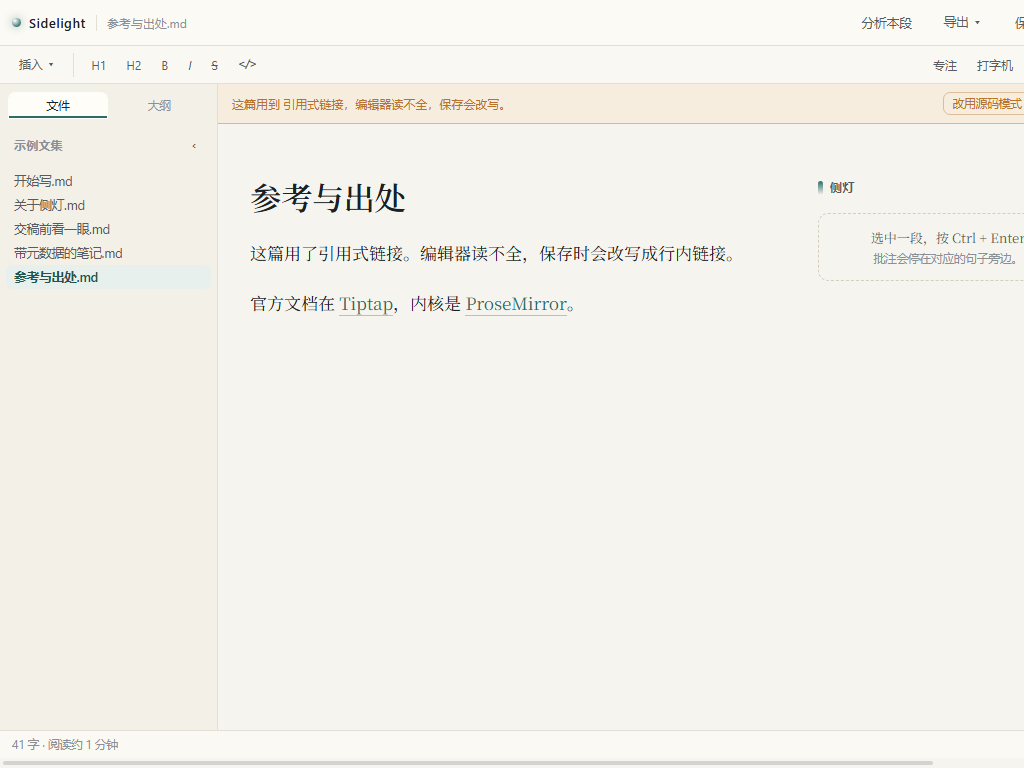 Sidelight 参考与出处.md 分析本段 导出 保
插入 H1 H2 B I S </> 专注 打字机
文件 大纲
这篇用到 引用式链接，编辑器读不全，保存会改写。 改用源码模式
示例文集
开始写.md
关于侧灯.md
交稿前看一眼.md
带元数据的笔记.md
参考与出处.md
参考与出处
这篇用了引用式链接。编辑器读不全，保存时会改写成行内链接。
官方文档在 Tiptap，内核是 ProseMirror。
侧灯
选中一段，按 Ctrl + Enter
批注会停在对应的句子旁边。
41 字 · 阅读约 1 分钟